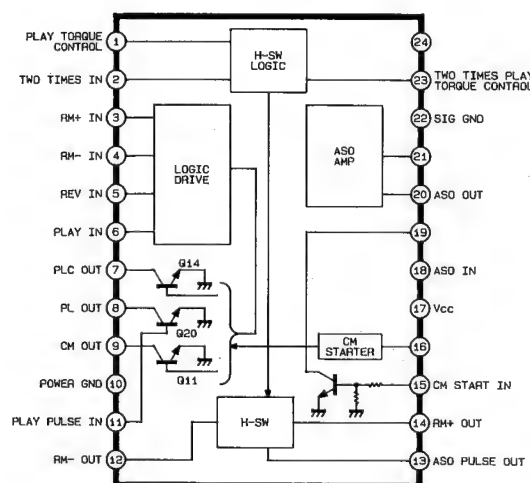 PLAY TORQUE
CONTROL
1
TWO TIMES IN
2
RM+ IN
3
RM- IN
4
REV IN
5
PLAY IN
6
PLC OUT
7
PL OUT
8
CM OUT
9
POWER GND
10
PLAY PULSE IN
11
RM- OUT
12
H-SW
LOGIC
LOGIC
DRIVE
ASO
AMP
Q14
Q20
Q11
CM
STARTER
H-SW
24
23
TWO TIMES PLAY
TORQUE CONTROL
22
SIG GND
21
20
ASO OUT
19
18
ASO IN
17
Vcc
16
15
CM START IN
14
RM+ OUT
13
ASO PULSE OUT